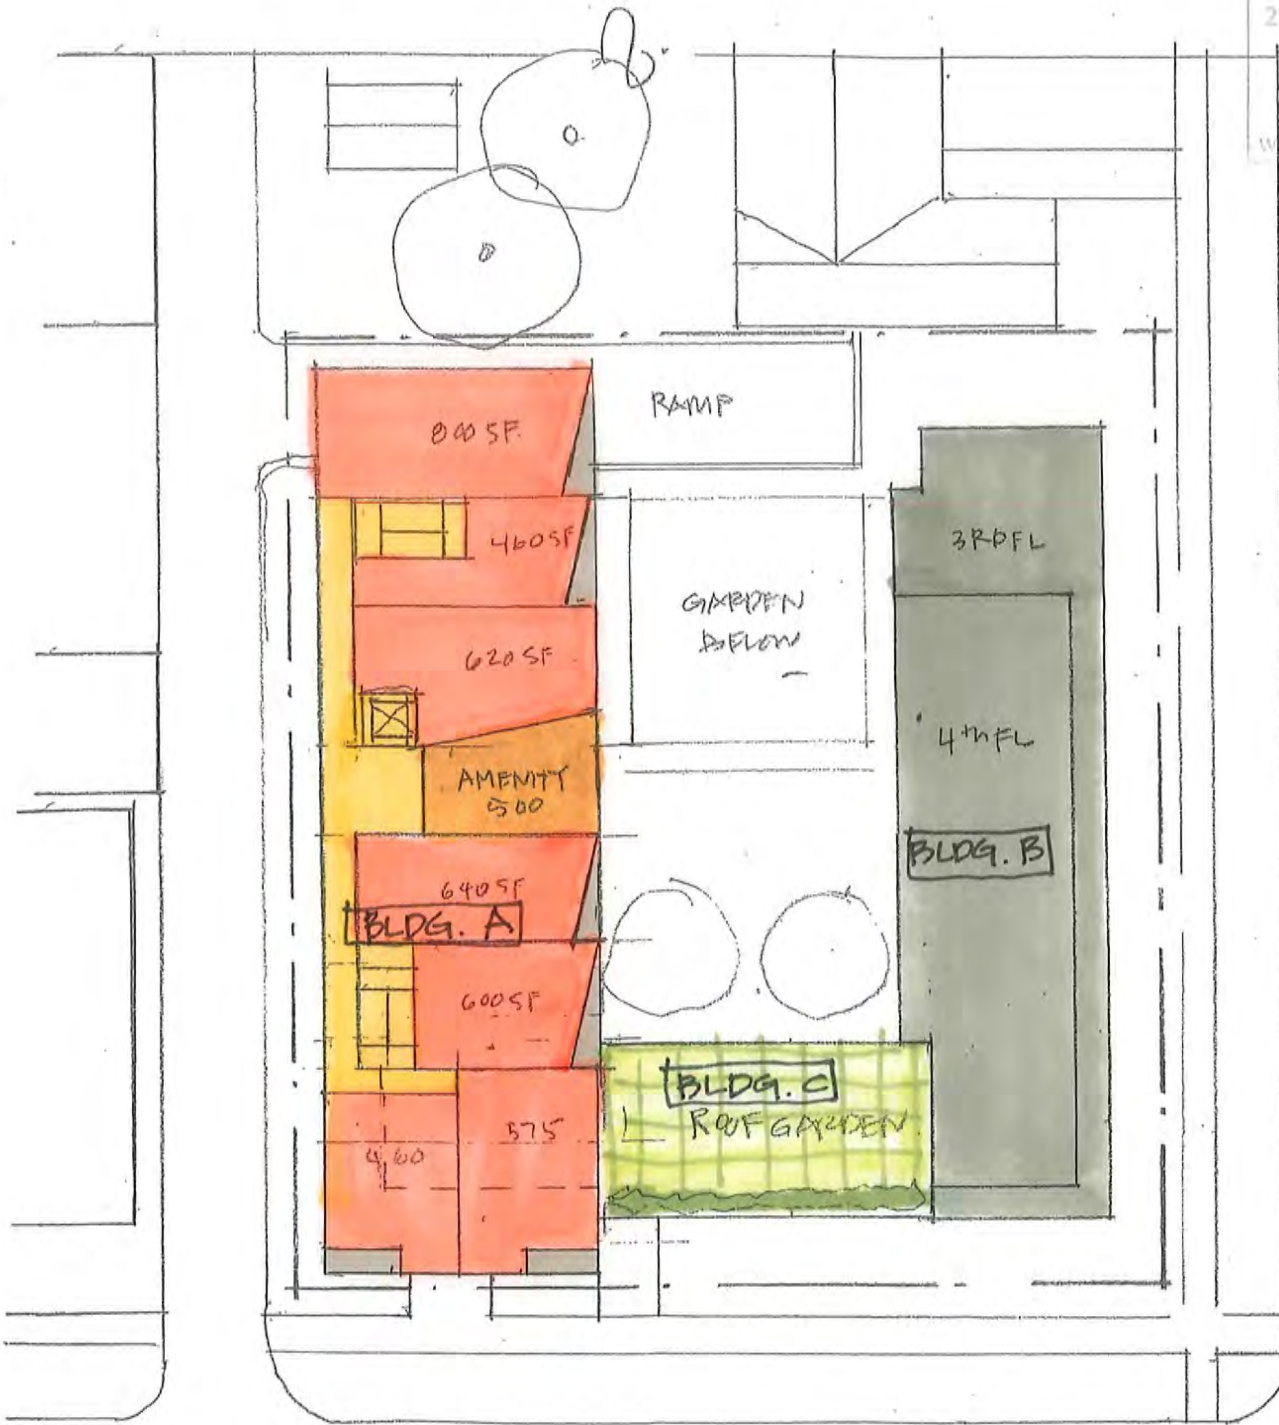 800 SF.
RAMP
460 SF
3RD FL
GARDEN
BELOW
620 SF
4TH FL
AMENITY
500
BLDG. B
640 SF
BLDG. A
600 SF
BLDG. C
ROOF GARDEN
575
460
2
W